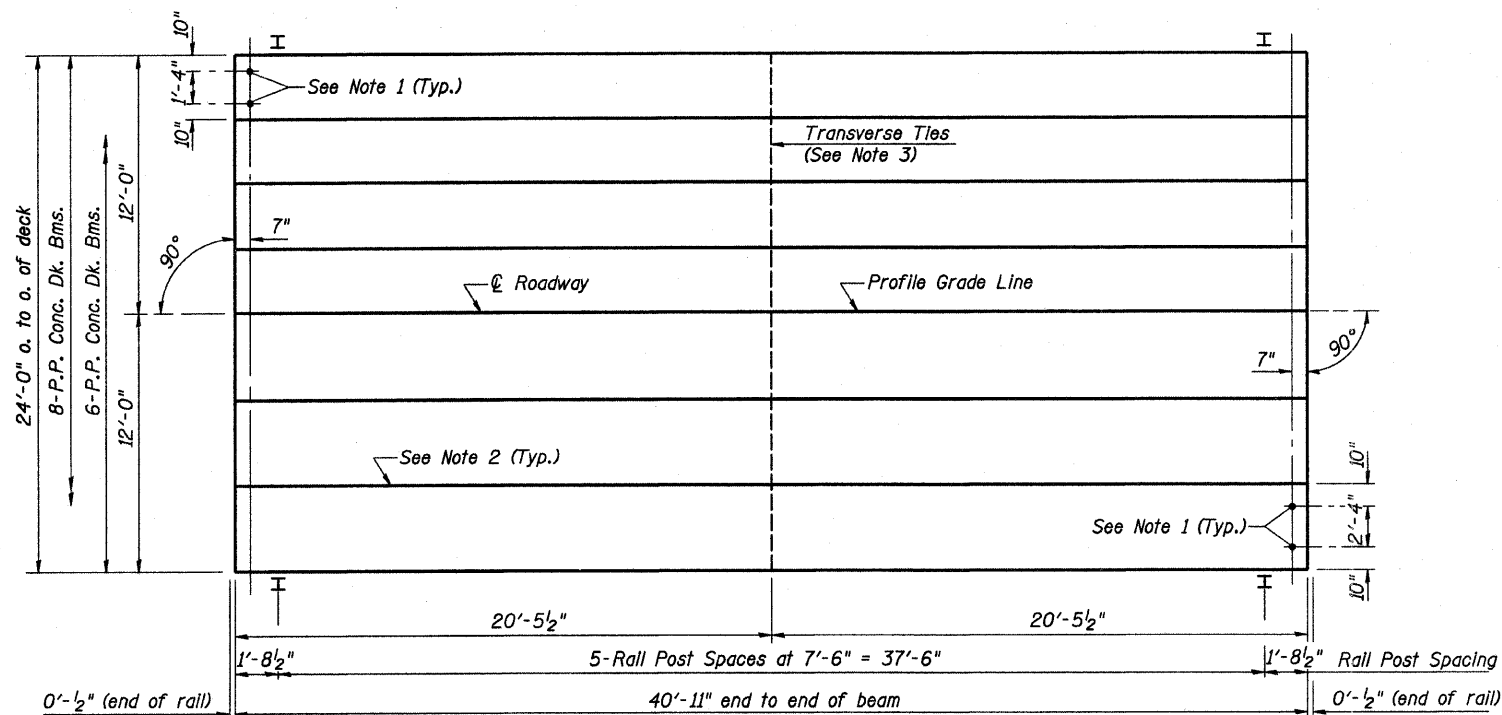 10"
1'-4"
10"
See Note 1 (Typ.)
Transverse Ties
(See Note 3)
24'-0" o. to o. of deck
8-P.P. Conc. Dk. Bms.
6-P.P. Conc. Dk. Bms.
12'-0"
12'-0"
90°
7"
℄ Roadway
Profile Grade Line
7"
90°
See Note 2 (Typ.)
See Note 1 (Typ.)
10"
2'-4"
10"
20'-5½"
20'-5½"
1'-8½"
5-Rail Post Spaces at 7'-6" = 37'-6"
1'-8½"
Rail Post Spacing
0'-½" (end of rail)
40'-11" end to end of beam
0'-½" (end of rail)